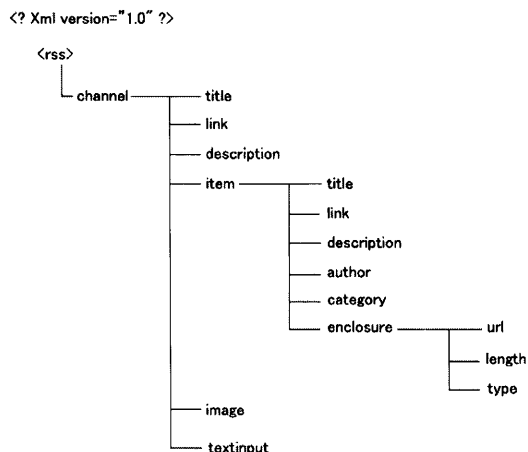 <? Xml version="1.0" ?>
<rss>
channel
title
link
description
item
title
link
description
author
category
enclosure
url
length
type
image
textinput